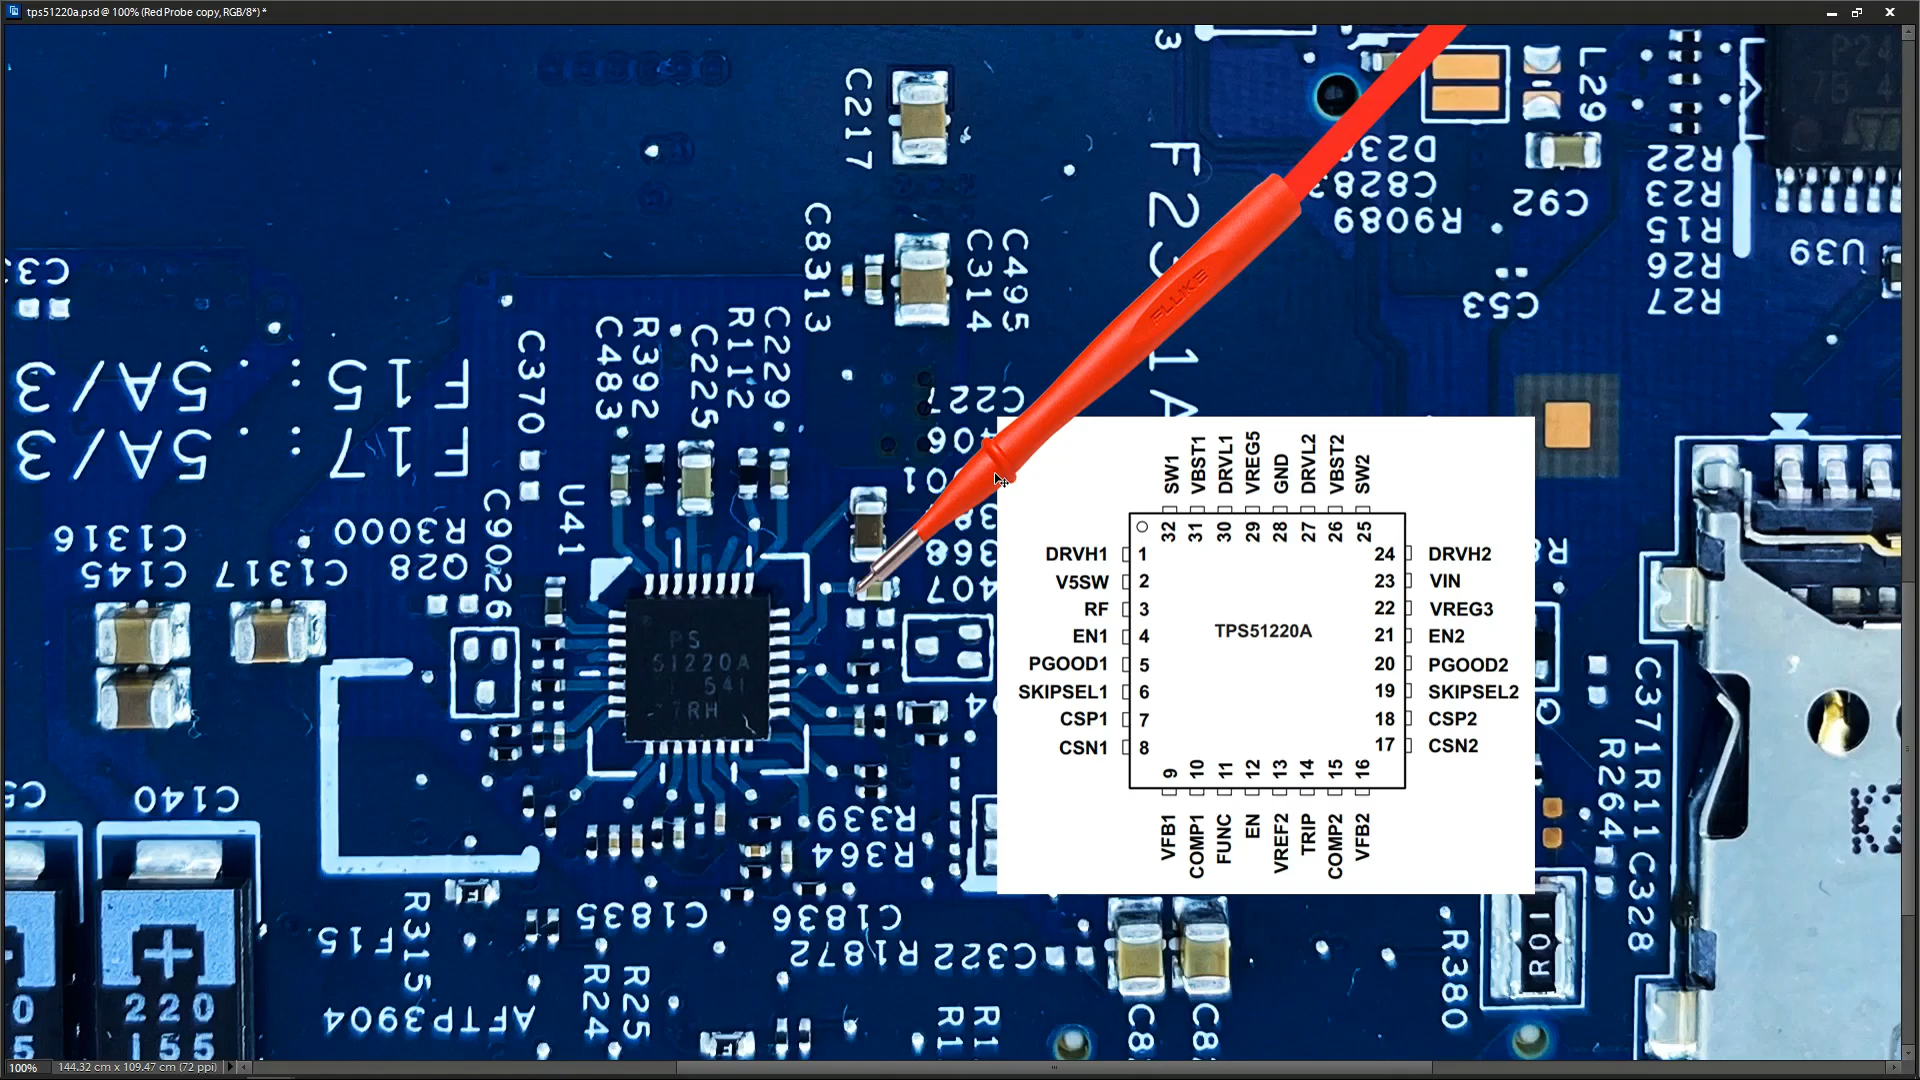 tps51220a.psd @ 100% (Red Probe copy, RGB/8*) *
3
C217
L29
C8313
C314
C495
R9089
C92
R22
R23
R15
R26
R27
U39
C53
C370
C483
R392
C225
R112
C229
FLUKE
F15 : . 5A/3
F17 : . 5A/3
C1316
C145
C1317
R3000
Q28
C9026
U41
PS
51220A
541
RH
C140
R339
R364
R315
F15
C1835
C1836
C322 R1872
R24
R25
AFTP3904
220
155
R380
R01
R264
C371
R11
C328
SW1
VBST1
DRVL1
VREG5
GND
DRVL2
VBST2
SW2
32 31 30 29 28 27 26 25
DRVH1 1 24 DRVH2
V5SW 2 23 VIN
RF 3 22 VREG3
EN1 4 21 EN2
PGOOD1 5 20 PGOOD2
SKIPSEL1 6 19 SKIPSEL2
CSP1 7 18 CSP2
CSN1 8 17 CSN2
TPS51220A
9 10 11 12 13 14 15 16
VFB1
COMP1
FUNC
EN
VREF2
TRIP
COMP2
VFB2
100% 144.32 cm x 109.47 cm (72 ppi)